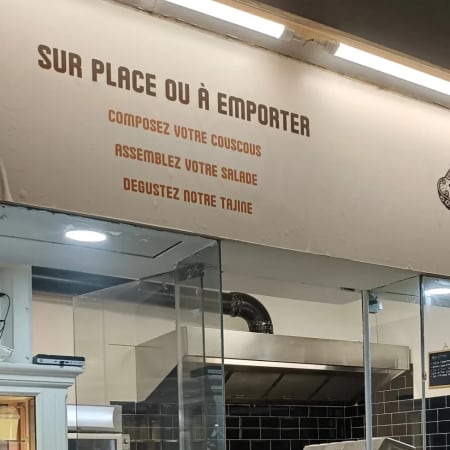 SUR PLACE OU À EMPORTER
COMPOSEZ VOTRE COUSCOUS
ASSEMBLEZ VOTRE SALADE
DEGUSTEZ NOTRE TAJINE